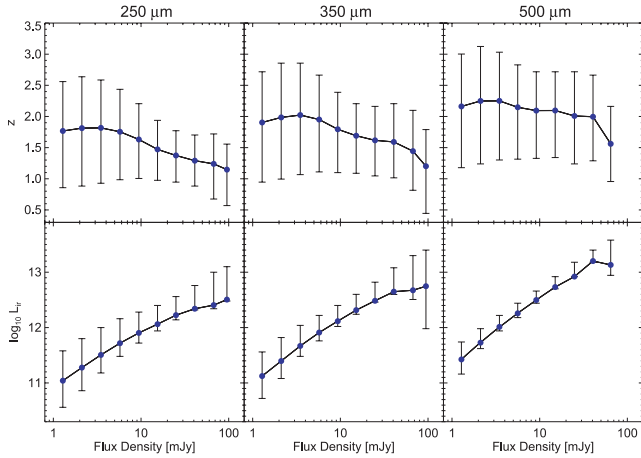 250 μm 350 μm 500 μm
3.5
3.0
2.5
z 2.0
1.5
1.0
0.5
13
log₁₀ Lᵢᵣ 12
11
1 10 100 1 10 100 1 10 100
Flux Density [mJy] Flux Density [mJy] Flux Density [mJy]